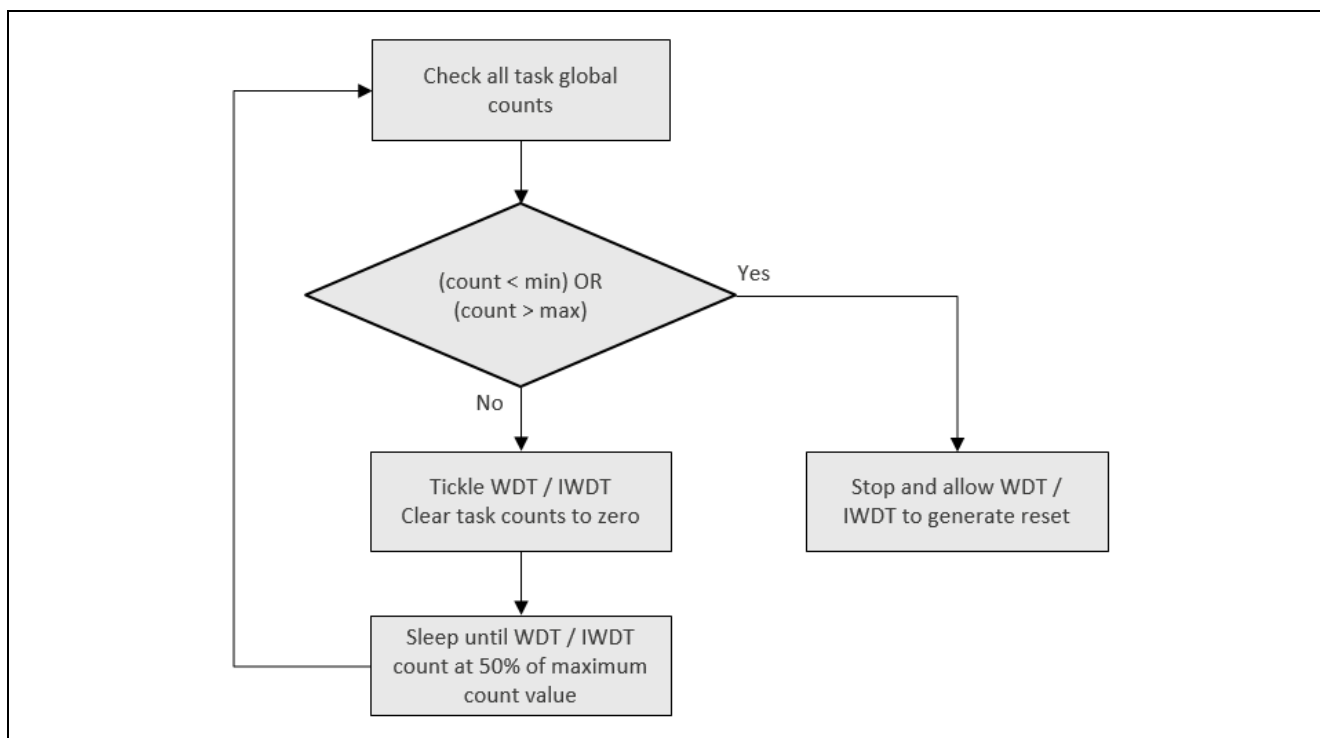 Check all task global
counts
(count < min) OR
(count > max)
Yes
No
Tickle WDT / IWDT
Clear task counts to zero
Stop and allow WDT /
IWDT to generate reset
Sleep until WDT / IWDT
count at 50% of maximum
count value